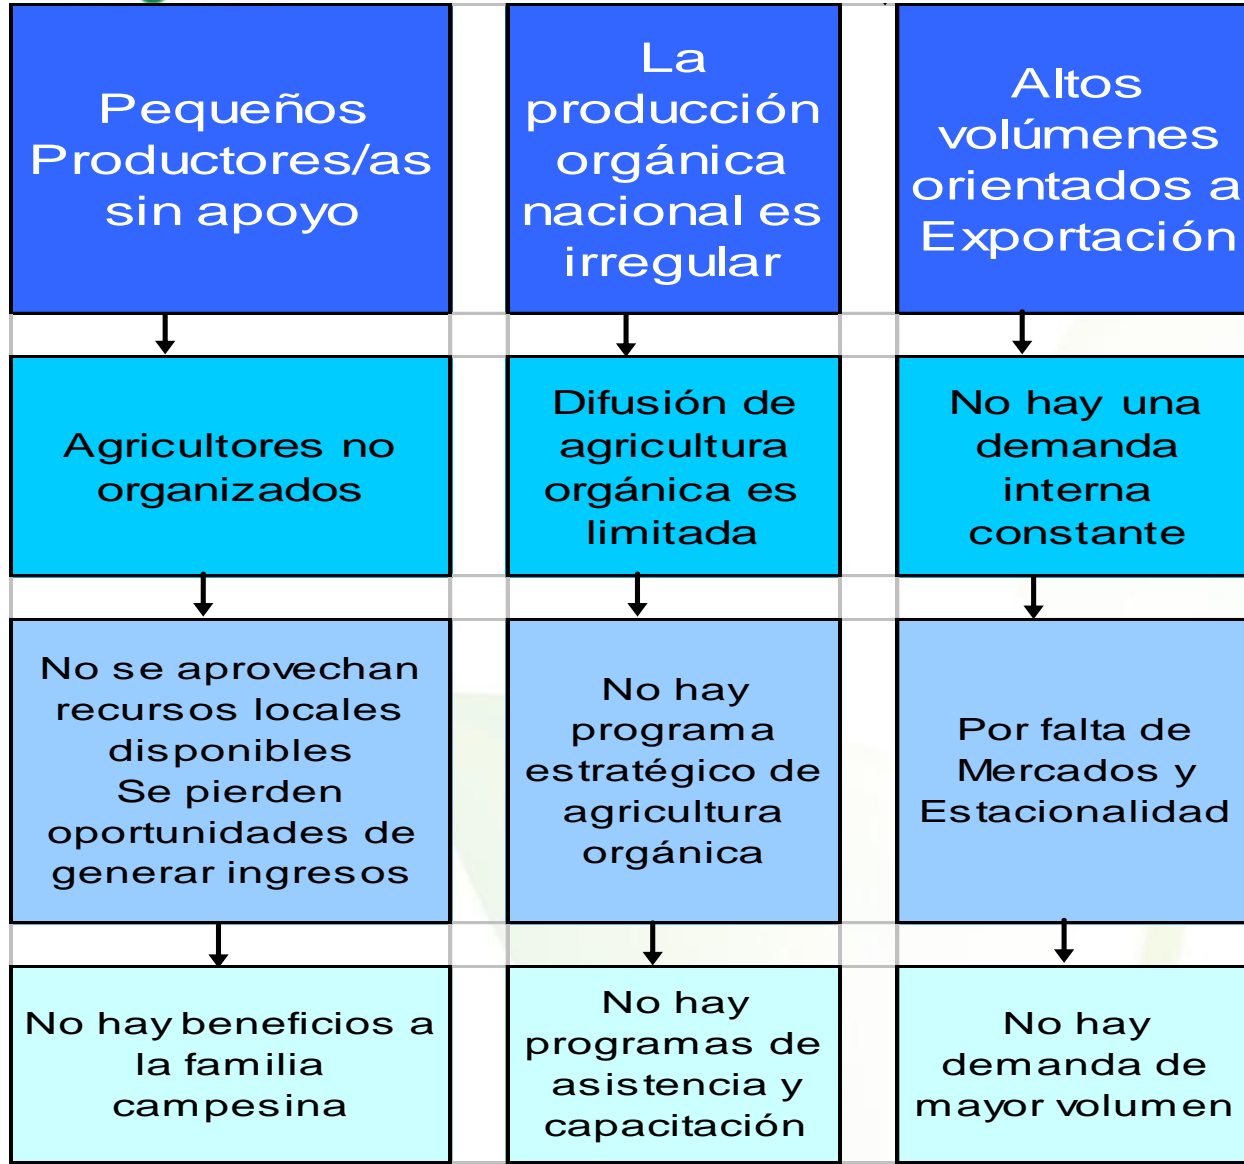 Pequeños
Productores/as
sin apoyo
La
producción
orgánica
nacional es
irregular
Altos
volúmenes
orientados a
Exportación
Agricultores no
organizados
Difusión de
agricultura
orgánica es
limitada
No hay una
demanda
interna
constante
No se aprovechan
recursos locales
disponibles
Se pierden
oportunidades de
generar ingresos
No hay
programa
estratégico de
agricultura
orgánica
Por falta de
Mercados y
Estacionalidad
No hay beneficios a
la familia
campesina
No hay
programas de
asistencia y
capacitación
No hay
demanda de
mayor volumen